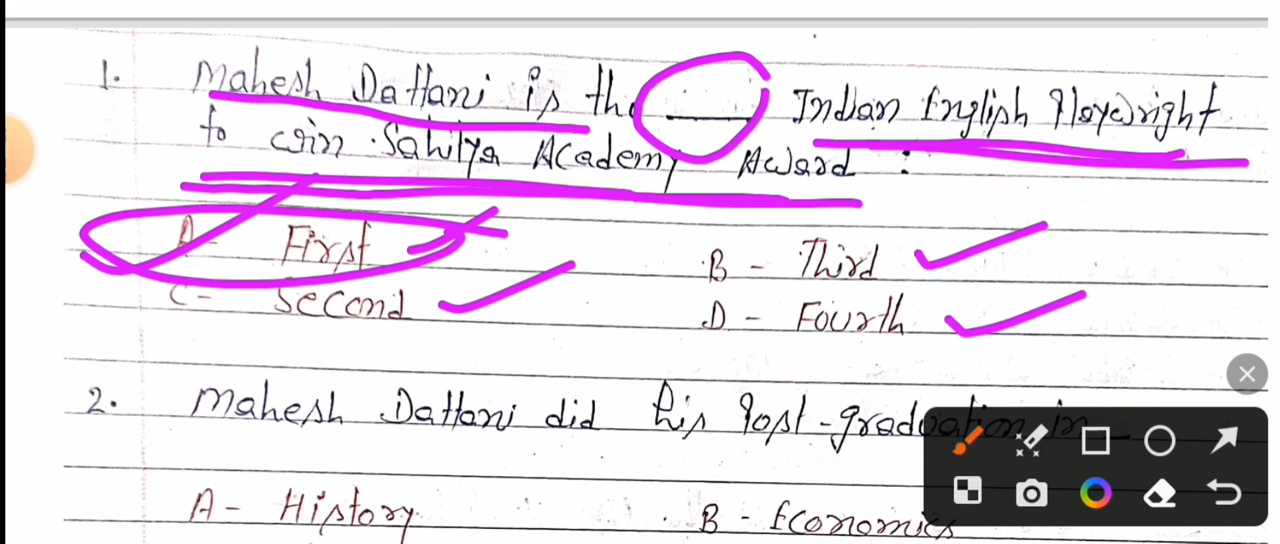 1. Mahesh Dattani is the ___ Indian English Playwright
to win Sahitya Academy Award :
A- First
B - Third
C- Second
D - Fourth
2. Mahesh Dattani did his Post-graduation in
A- History
B - Economics